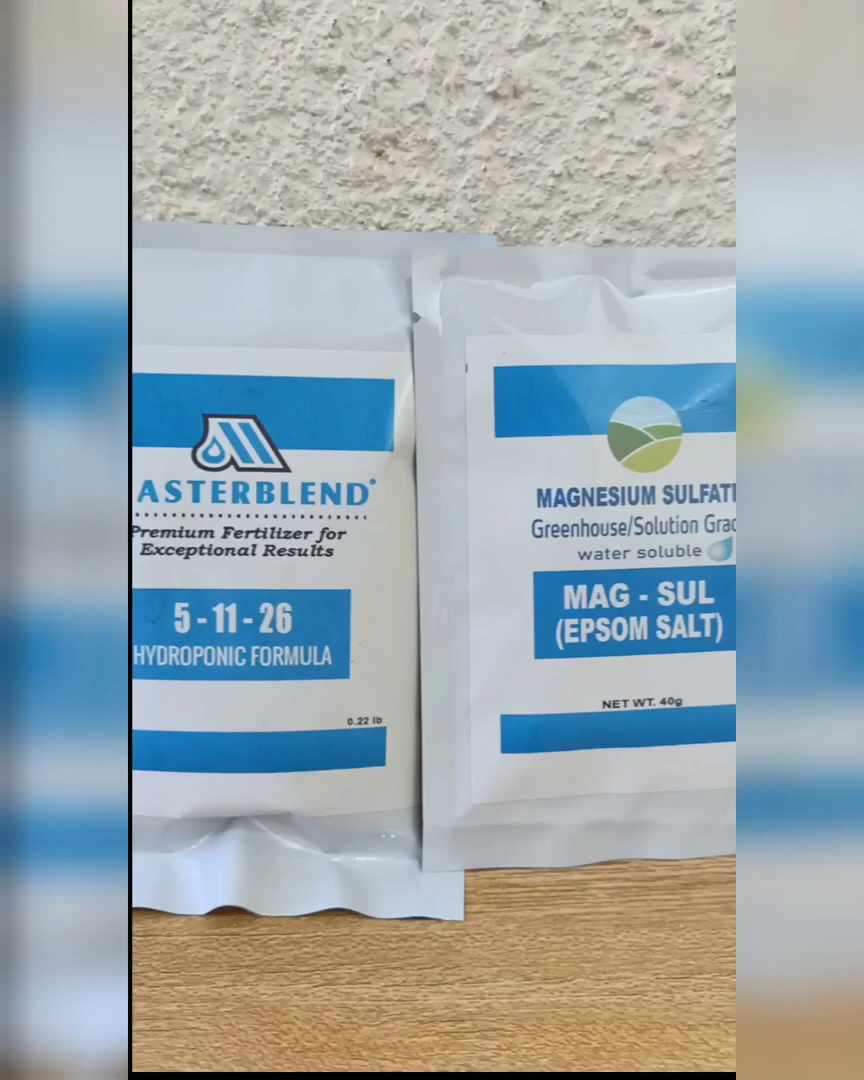 ASTERBLEND®
Premium Fertilizer for
Exceptional Results
5 - 11 - 26
HYDROPONIC FORMULA
0.22 lb
MAGNESIUM SULFAT
Greenhouse/Solution Grad
water soluble
MAG - SUL
(EPSOM SALT)
NET WT. 40g